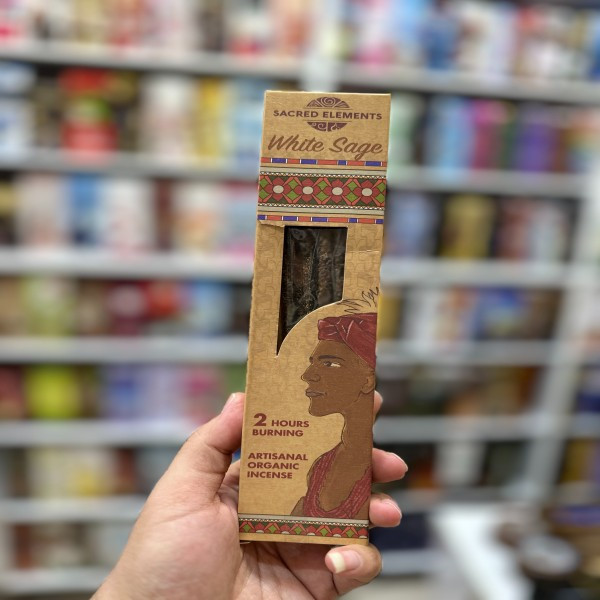 SACRED ELEMENTS
White Sage
2 HOURS
BURNING
ARTISANAL
ORGANIC
INCENSE